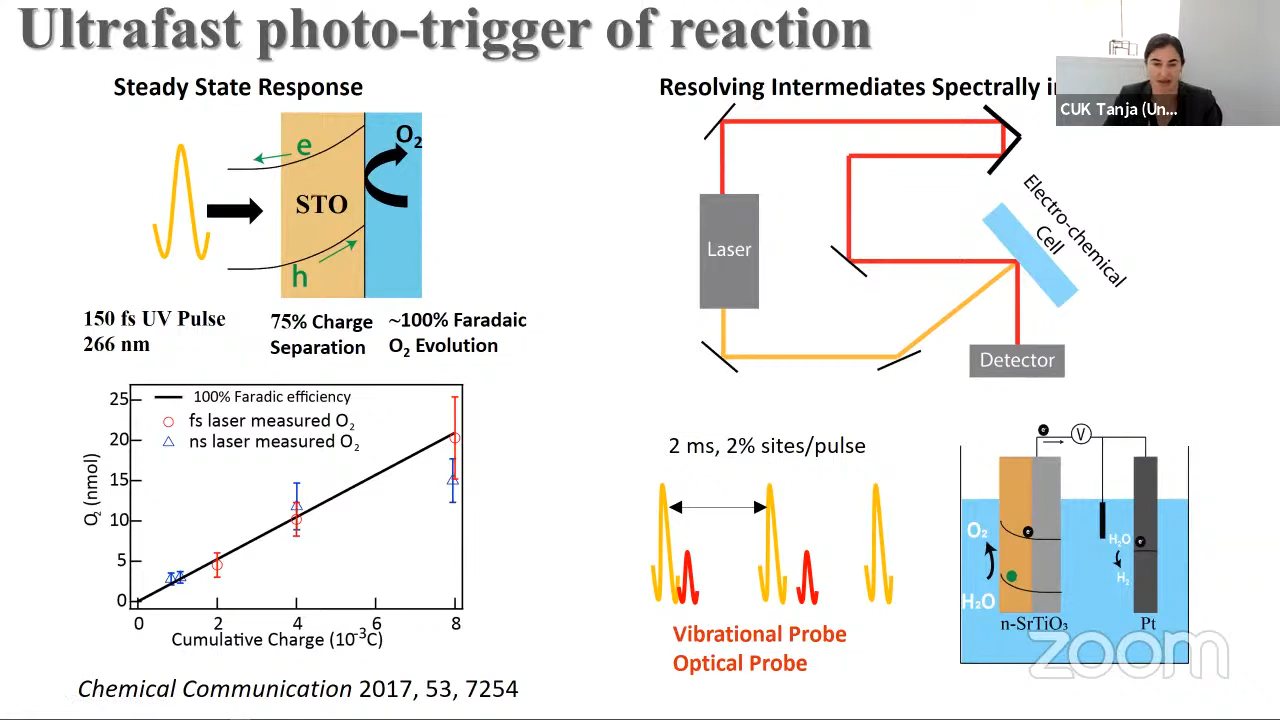 Ultrafast photo-trigger of reaction
Steady State Response
e
O2
STO
h
150 fs UV Pulse
266 nm
75% Charge
Separation
~100% Faradaic
O2 Evolution
25
20
15
10
5
0
O2 (nmol)
100% Faradic efficiency
fs laser measured O2
ns laser measured O2
0 2 4 6 8
Cumulative Charge (10-3C)
Chemical Communication 2017, 53, 7254
Resolving Intermediates Spectrally
CUK Tanja (Un...
Laser
Electro-chemical
Cell
Detector
2 ms, 2% sites/pulse
Vibrational Probe
Optical Probe
e
V
O2
e
H2O
e
H2O
H2
n-SrTiO3
Pt
zoom